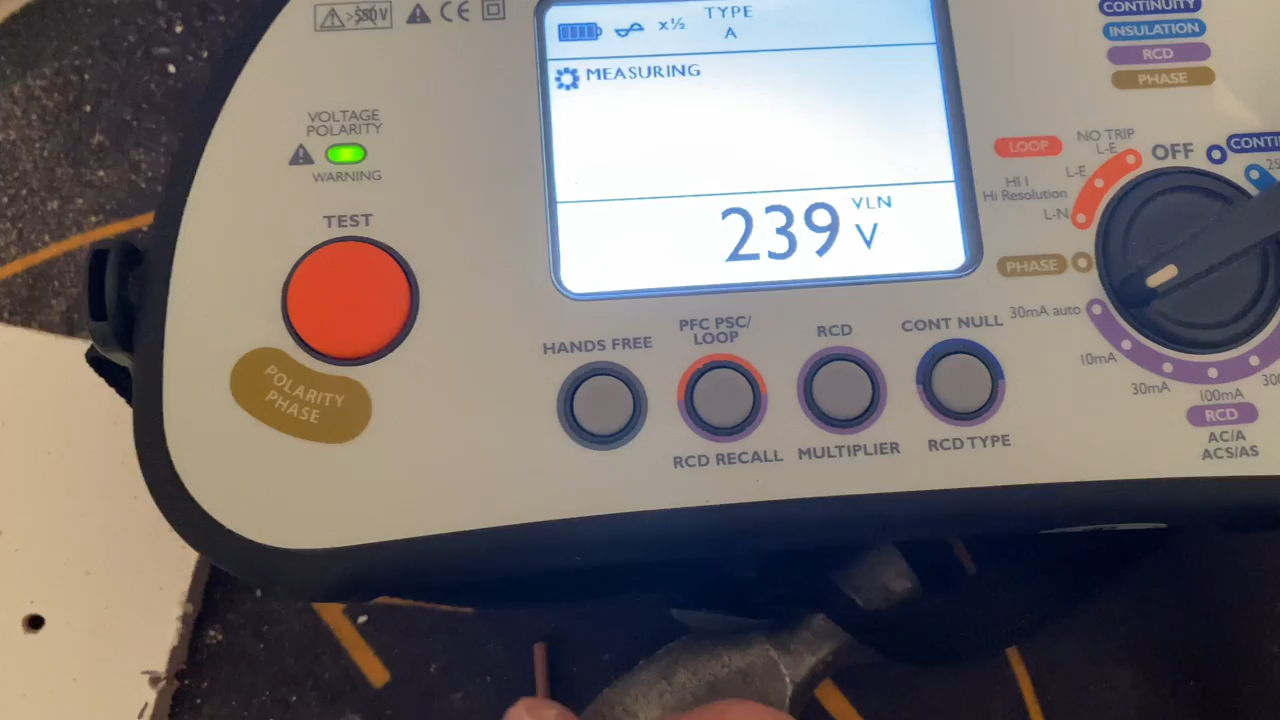 >580V
CE
x½
TYPE
A
MEASURING
239 VLN
V
VOLTAGE
POLARITY
WARNING
TEST
POLARITY
PHASE
HANDS FREE
PFC PSC/
LOOP
RCD
CONT NULL
RCD RECALL
MULTIPLIER
RCD TYPE
CONTINUITY
INSULATION
RCD
PHASE
LOOP
NO TRIP
L-E
OFF
L-E
HI I
Hi Resolution
L-N
PHASE
30mA auto
10mA
30mA
100mA
RCD
AC/A
ACS/AS